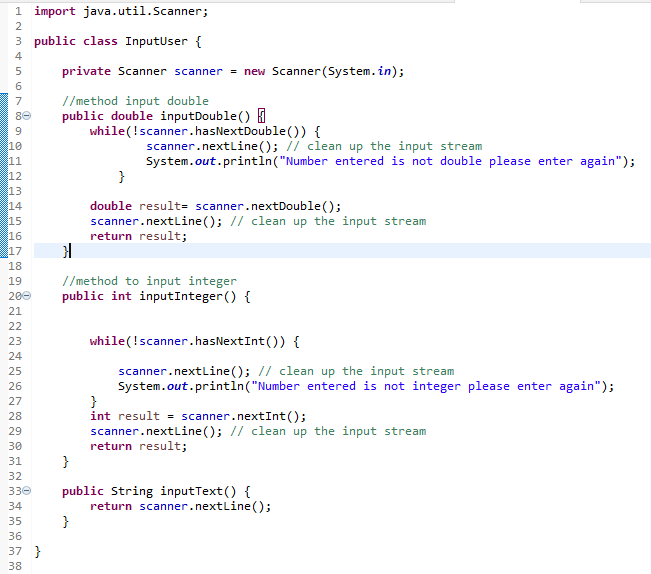 1 import java.util.Scanner;
2
3 public class InputUser {
4
5     private Scanner scanner = new Scanner(System.in);
6
7     //method input double
8     public double inputDouble() {
9         while(!scanner.hasNextDouble()) {
10                 scanner.nextLine(); // clean up the input stream
11                 System.out.println("Number entered is not double please enter again");
12             }
13
14         double result= scanner.nextDouble();
15         scanner.nextLine(); // clean up the input stream
16         return result;
17     }
18
19     //method to input integer
20     public int inputInteger() {
21
22
23         while(!scanner.hasNextInt()) {
24
25             scanner.nextLine(); // clean up the input stream
26             System.out.println("Number entered is not integer please enter again");
27         }
28         int result = scanner.nextInt();
29         scanner.nextLine(); // clean up the input stream
30         return result;
31     }
32
33     public String inputText() {
34         return scanner.nextLine();
35     }
36
37 }
38